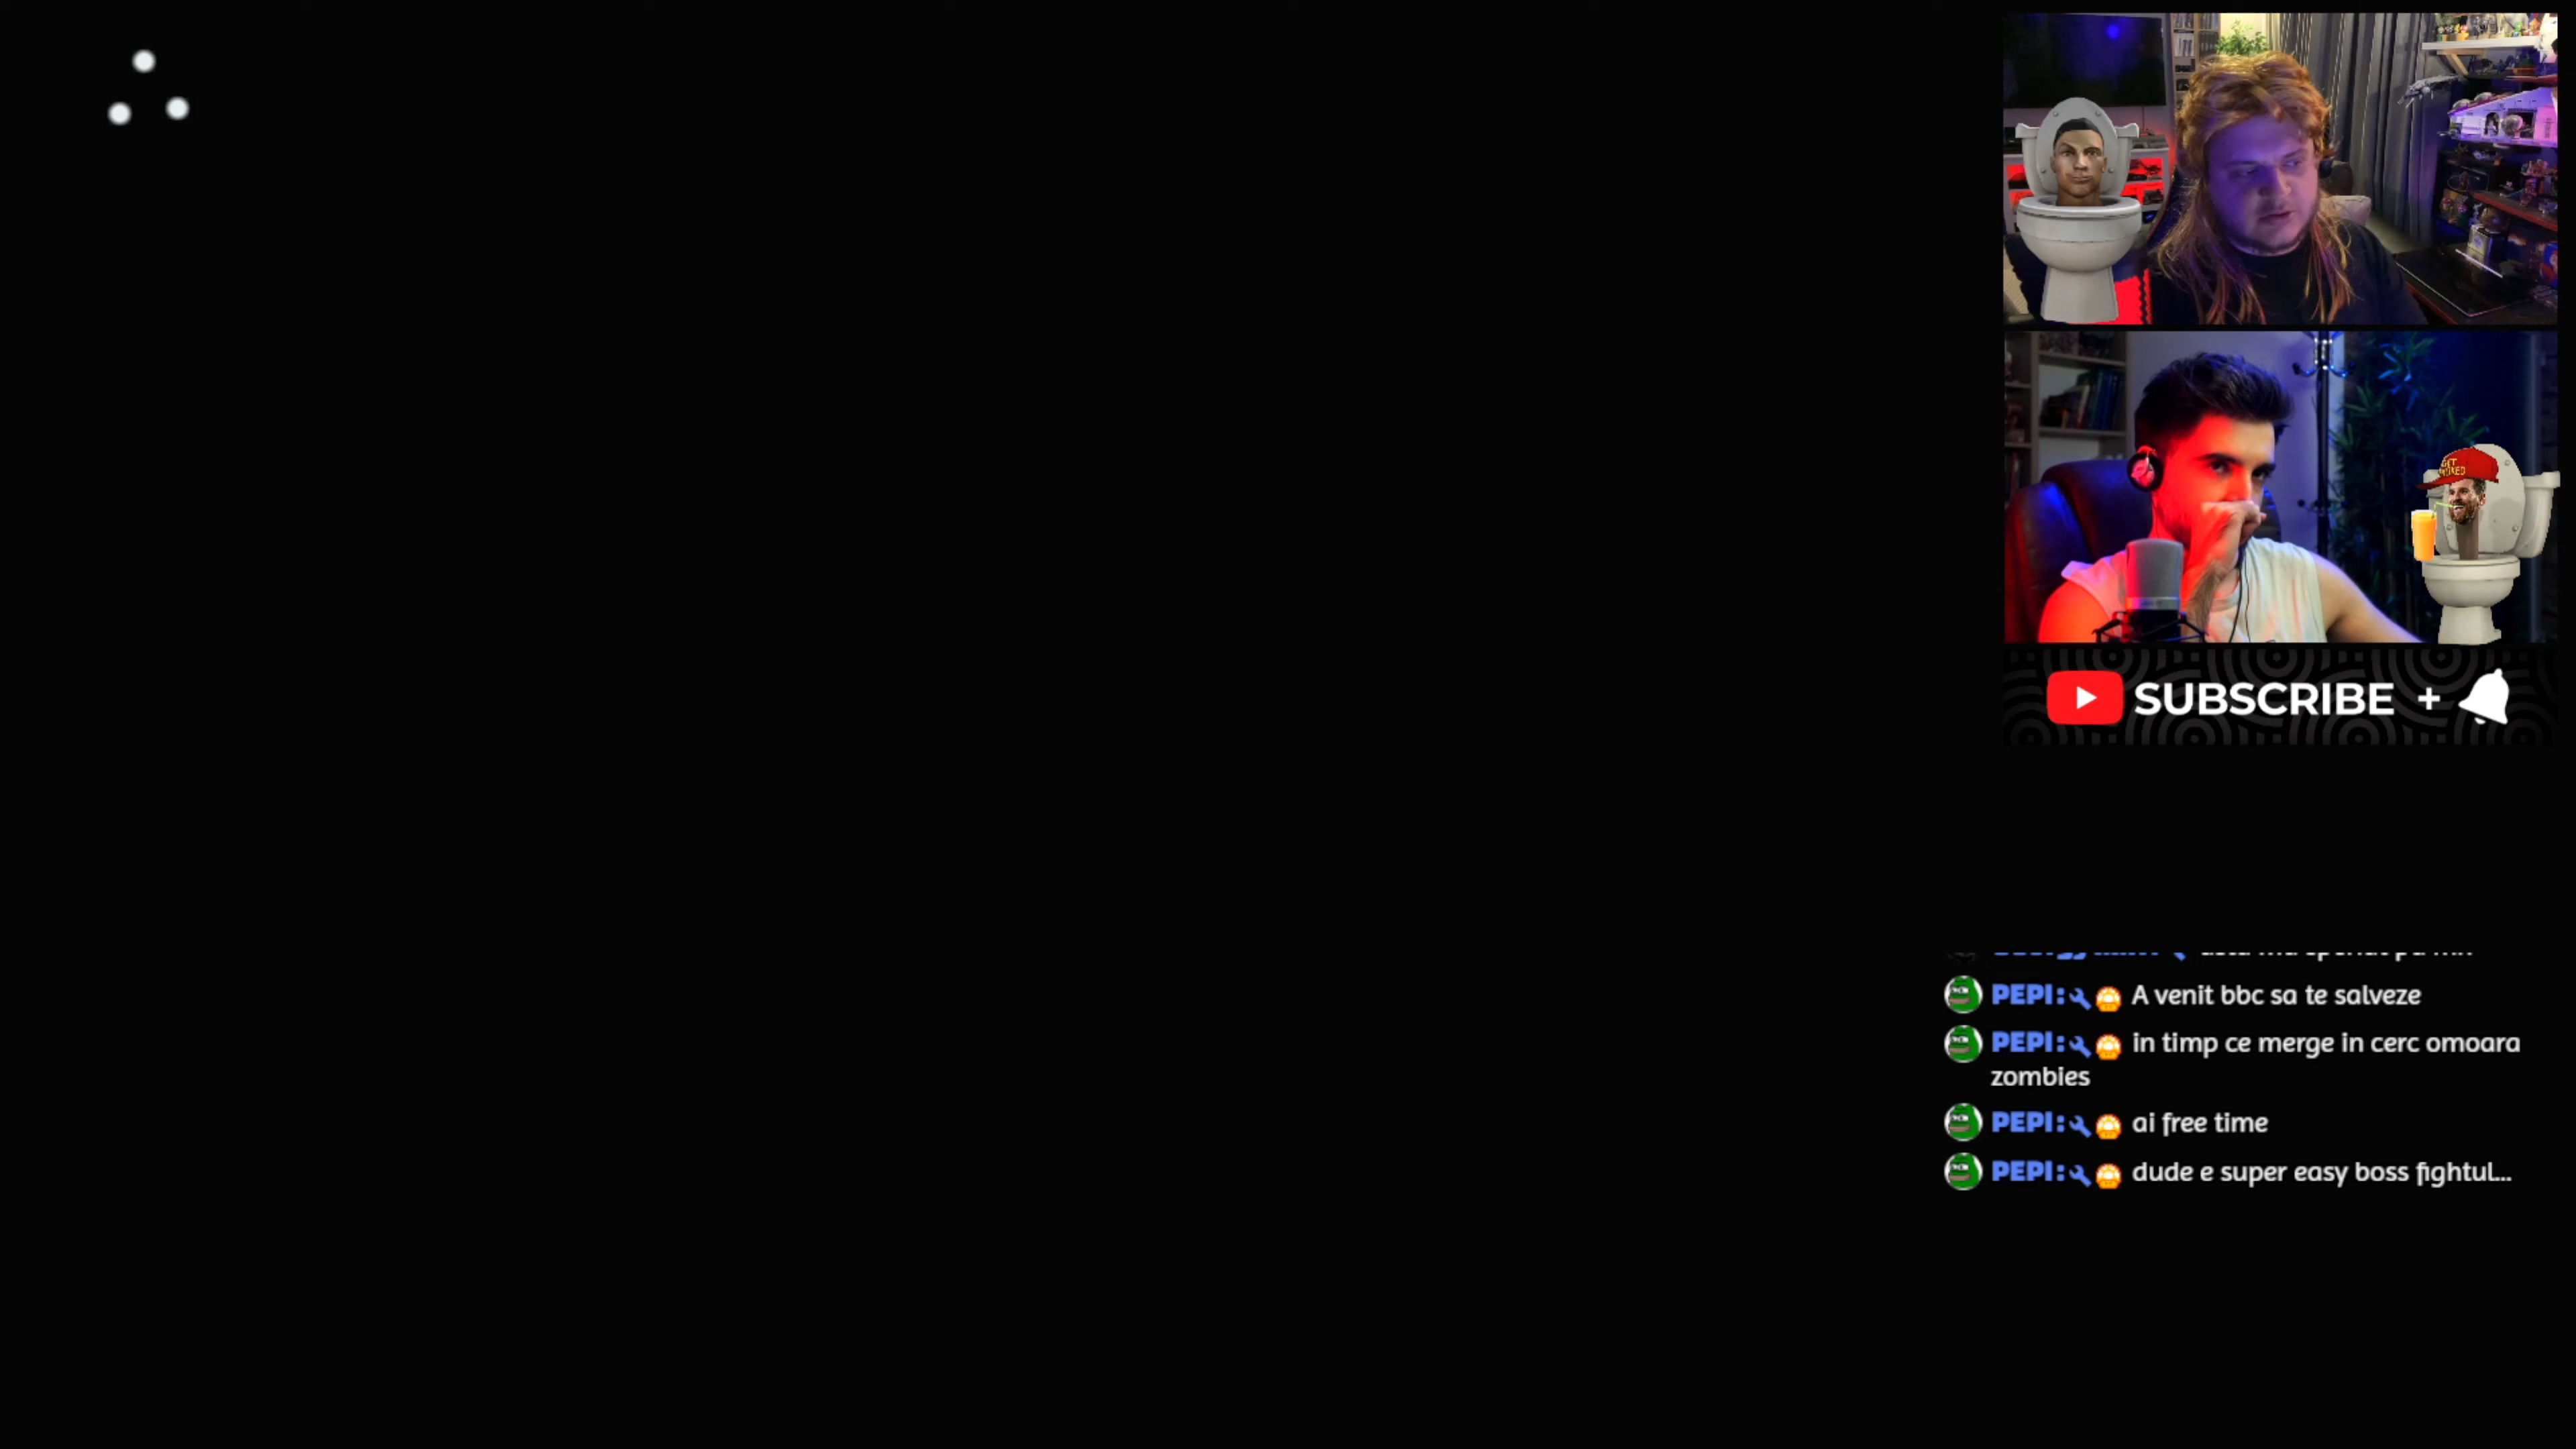 GET
SUBSCRIBE +
PEPI: A venit bbc sa te salveze
PEPI: in timp ce merge in cerc omoara
zombies
PEPI: ai free time
PEPI: dude e super easy boss fightul...